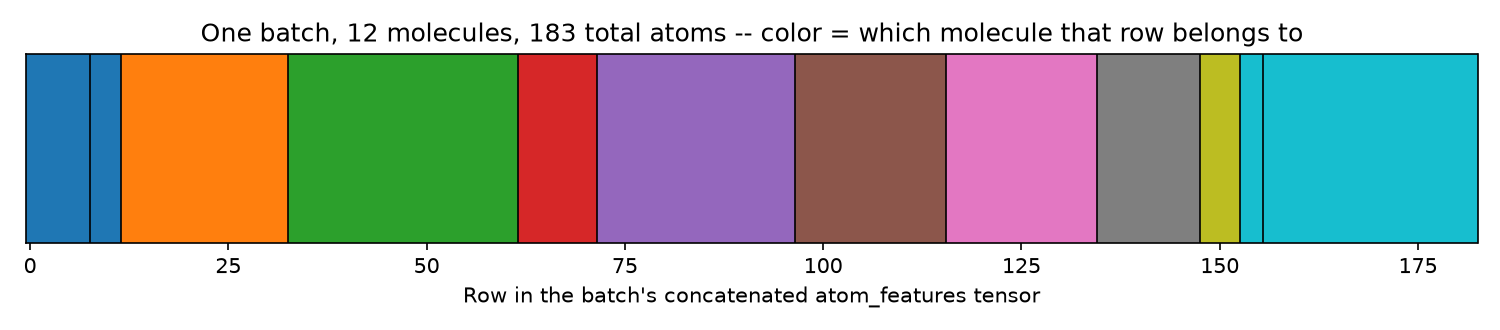 One batch, 12 molecules, 183 total atoms -- color = which molecule that row belongs to
0 25 50 75 100 125 150 175
Row in the batch's concatenated atom_features tensor